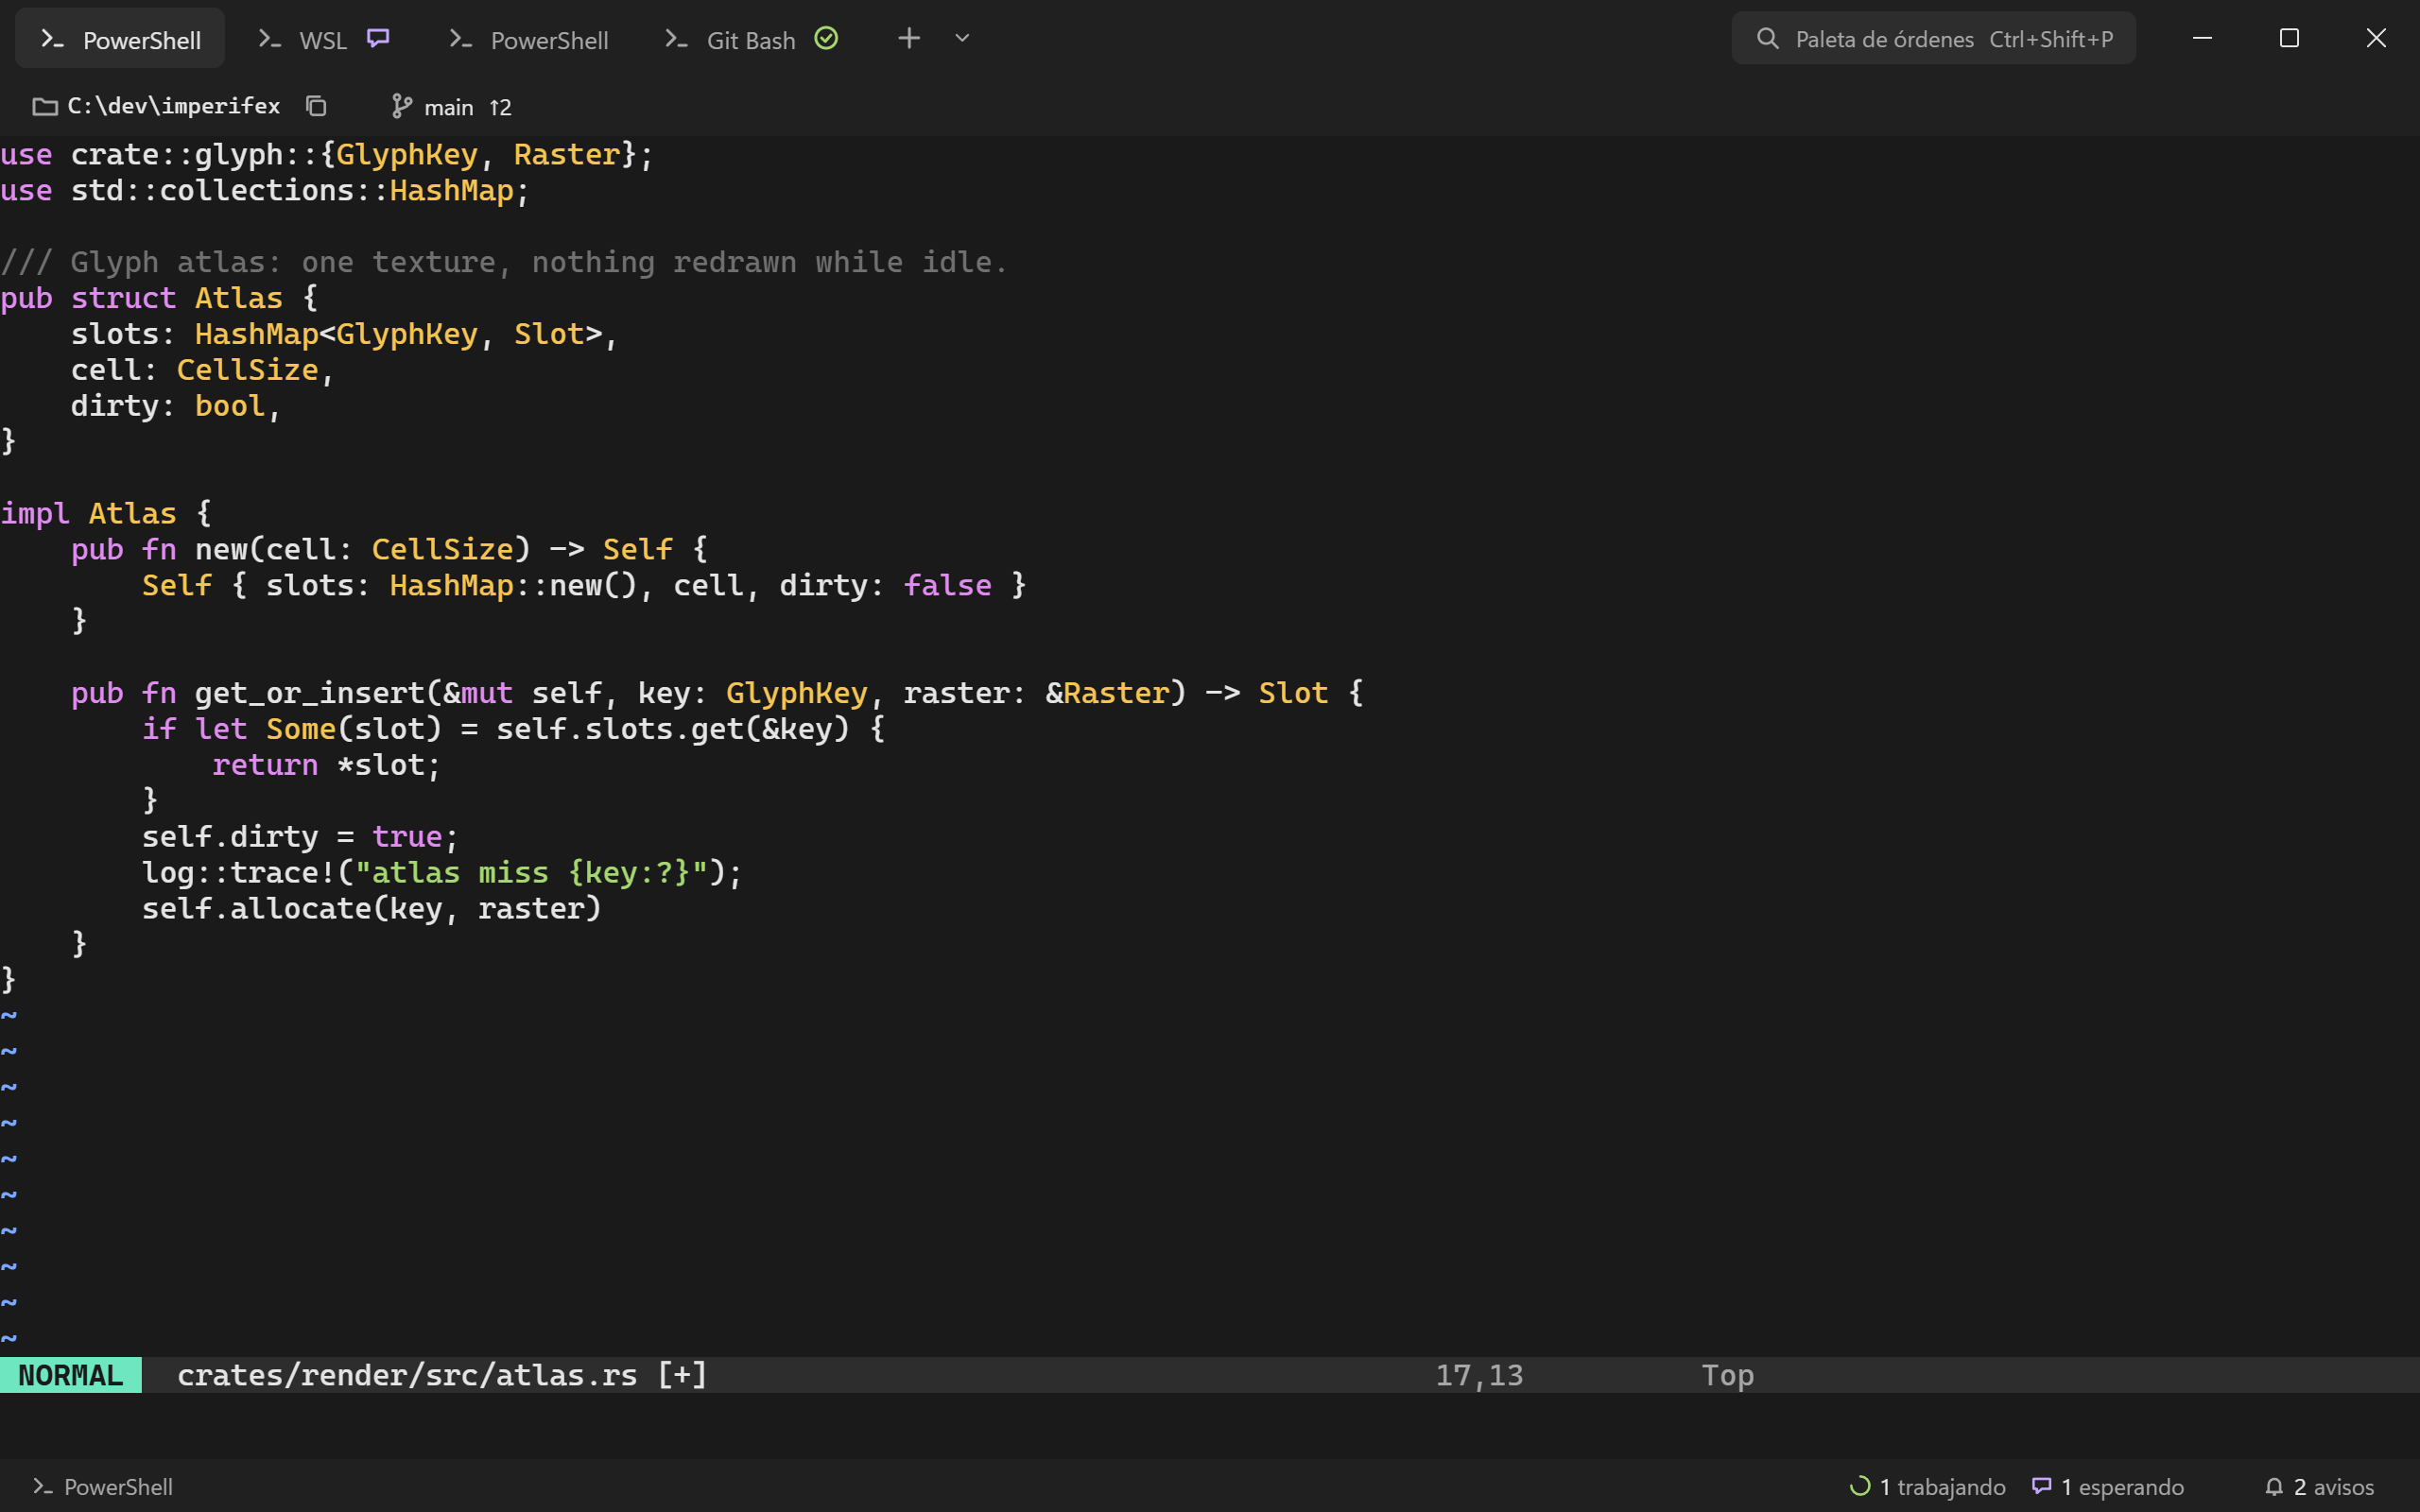 PowerShell WSL PowerShell Git Bash Paleta de órdenes Ctrl+Shift+P
C:\dev\imperifex main ↑2
use crate::glyph::{GlyphKey, Raster};
use std::collections::HashMap;
/// Glyph atlas: one texture, nothing redrawn while idle.
pub struct Atlas {
    slots: HashMap<GlyphKey, Slot>,
    cell: CellSize,
    dirty: bool,
}
impl Atlas {
    pub fn new(cell: CellSize) -> Self {
        Self { slots: HashMap::new(), cell, dirty: false }
    }
    pub fn get_or_insert(&mut self, key: GlyphKey, raster: &Raster) -> Slot {
        if let Some(slot) = self.slots.get(&key) {
            return *slot;
        }
        self.dirty = true;
        log::trace!("atlas miss {key:?}");
        self.allocate(key, raster)
    }
}
~
~
~
~
~
~
~
~
~
~
NORMAL crates/render/src/atlas.rs [+] 17,13 Top
PowerShell 1 trabajando 1 esperando 2 avisos